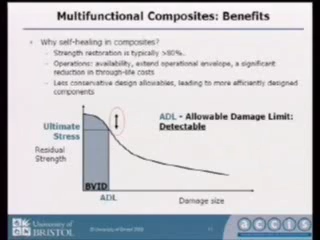 Multifunctional Composites: Benefits
Why self-healing in composites?
– Strength restoration is typically >80%.
– Operations: availability, extend operational envelope, a significant
reduction in through-life costs
– Less conservative design allowables, leading to more efficiently designed
components
Ultimate
Stress
Residual
Strength
ADL - Allowable Damage Limit:
Detectable
BVID
ADL
Damage size
University of
BRISTOL
accis